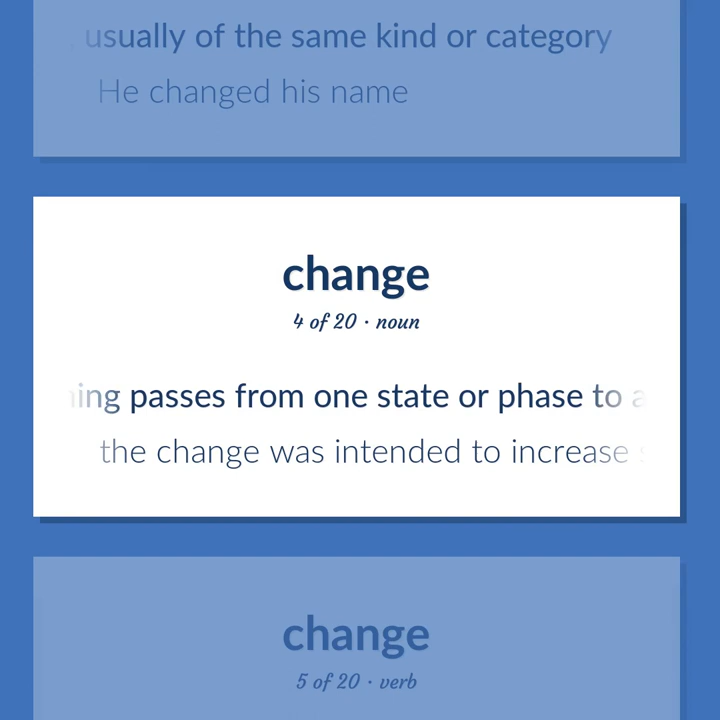 usually of the same kind or category
He changed his name
change
4 of 20 · noun
passes from one state or phase to a
the change was intended to increase
change
5 of 20 · verb